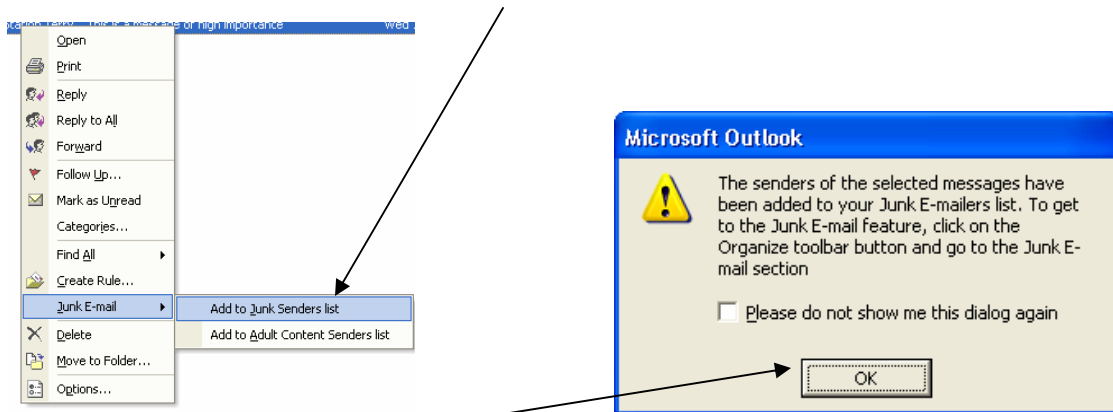 This is a message of high importance Wed
Open
Print
Reply
Reply to All
Forward
Follow Up...
Mark as Unread
Categories...
Find All
Create Rule...
Junk E-mail
Add to Junk Senders list
Delete
Add to Adult Content Senders list
Move to Folder...
Options...
Microsoft Outlook
The senders of the selected messages have
been added to your Junk E-mailers list. To get
to the Junk E-mail feature, click on the
Organize toolbar button and go to the Junk E-
mail section
Please do not show me this dialog again
OK